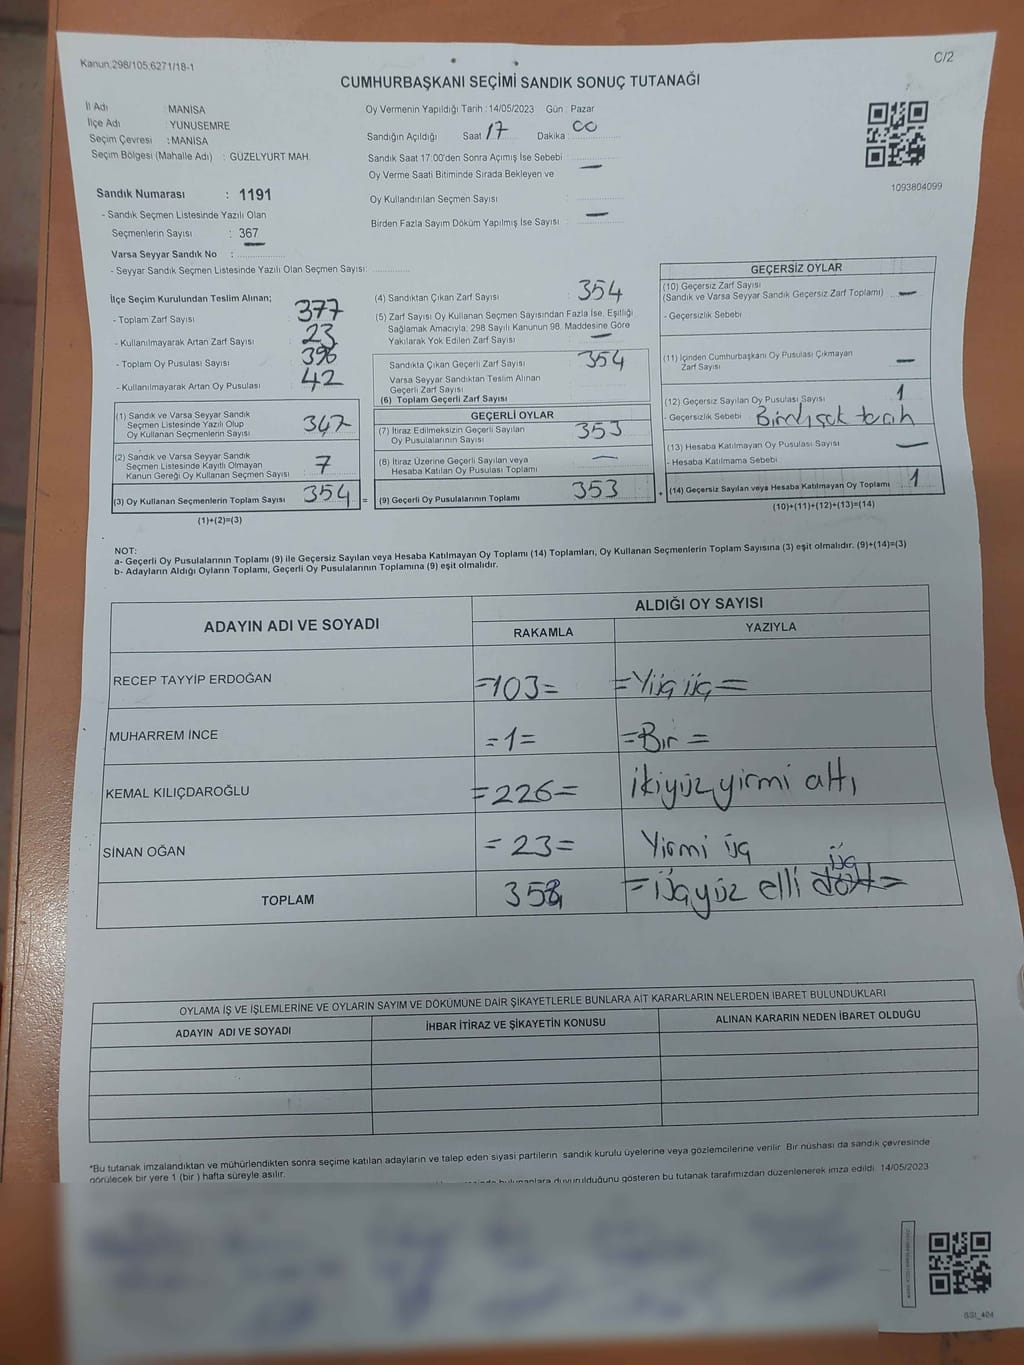 Kanun.298/105.6271/18-1
C/2
CUMHURBAŞKANI SEÇİMİ SANDIK SONUÇ TUTANAĞI
İl Adı : MANİSA
İlçe Adı : YUNUSEMRE
Seçim Çevresi : MANİSA
Seçim Bölgesi (Mahalle Adı) : GÜZELYURT MAH.
Oy Vermenin Yapıldığı Tarih : 14/05/2023 Gün : Pazar
Sandığın Açıldığı Saat 17 Dakika : 00
Sandık Saat 17:00'den Sonra Açımış İse Sebebi
Oy Verme Saati Bitiminde Sırada Bekleyen ve —
Oy Kullandırılan Seçmen Sayısı :
Birden Fazla Sayım Döküm Yapılmış İse Sayısı : —
1093804099
Sandık Numarası : 1191
- Sandık Seçmen Listesinde Yazılı Olan
Seçmenlerin Sayısı : 367
Varsa Seyyar Sandık No : —
- Seyyar Sandık Seçmen Listesinde Yazılı Olan Seçmen Sayısı:
İlçe Seçim Kurulundan Teslim Alınan;
- Toplam Zarf Sayısı 377
- Kullanılmayarak Artan Zarf Sayısı 23
- Toplam Oy Pusulası Sayısı 396
- Kullanılmayarak Artan Oy Pusulası 42
(1) Sandık ve Varsa Seyyar Sandık
Seçmen Listesinde Yazılı Olup
Oy Kullanan Seçmenlerin Sayısı 347
(2) Sandık ve Varsa Seyyar Sandık
Seçmen Listesinde Kayıtlı Olmayan
Kanun Gereği Oy Kullanan Seçmen Sayısı 7
(3) Oy Kullanan Seçmenlerin Toplam Sayısı 354 =
(1)+(2)=(3)
(4) Sandıktan Çıkan Zarf Sayısı 354
(5) Zarf Sayısı Oy Kullanan Seçmen Sayısından Fazla İse, Eşitliği
Sağlamak Amacıyla; 298 Sayılı Kanunun 98. Maddesine Göre
Yakılarak Yok Edilen Zarf Sayısı —
Sandıkta Çıkan Geçerli Zarf Sayısı 354
Varsa Seyyar Sandıktan Teslim Alınan
Geçerli Zarf Sayısı
(6) Toplam Geçerli Zarf Sayısı
GEÇERLİ OYLAR
(7) İtiraz Edilmeksizin Geçerli Sayılan
Oy Pusulalarının Sayısı 353
(8) İtiraz Üzerine Geçerli Sayılan veya
Hesaba Katılan Oy Pusulası Toplamı —
(9) Geçerli Oy Pusulalarının Toplamı 353 +
GEÇERSİZ OYLAR
(10) Geçersiz Zarf Sayısı
(Sandık ve Varsa Seyyar Sandık Geçersiz Zarf Toplamı) —
- Geçersizlik Sebebi
(11) İçinden Cumhurbaşkanı Oy Pusulası Çıkmayan
Zarf Sayısı —
(12) Geçersiz Sayılan Oy Pusulası Sayısı 1
- Geçersizlik Sebebi
(13) Hesaba Katılmayan Oy Pusulası Sayısı —
- Hesaba Katılmama Sebebi
(14) Geçersiz Sayılan veya Hesaba Katılmayan Oy Toplamı 1
(10)+(11)+(12)+(13)=(14)
NOT:
a- Geçerli Oy Pusulalarının Toplamı (9) ile Geçersiz Sayılan veya Hesaba Katılmayan Oy Toplamı (14) Toplamları, Oy Kullanan Seçmenlerin Toplam Sayısına (3) eşit olmalıdır. (9)+(14)=(3)
b- Adayların Aldığı Oyların Toplamı, Geçerli Oy Pusulalarının Toplamına (9) eşit olmalıdır.
ADAYIN ADI VE SOYADI
ALDIĞI OY SAYISI
RAKAMLA YAZIYLA
RECEP TAYYİP ERDOĞAN =103= =Yüz üç=
MUHARREM İNCE =1= =Bir=
KEMAL KILIÇDAROĞLU =226= ikiyüzyirmi altı
SİNAN OĞAN =23= Yirmi üç
TOPLAM =üçyüz elli dört= üç
OYLAMA İŞ VE İŞLEMLERİNE VE OYLARIN SAYIM VE DÖKÜMÜNE DAİR ŞİKAYETLERLE BUNLARA AİT KARARLARIN NELERDEN İBARET BULUNDUKLARI
ADAYIN ADI VE SOYADI İHBAR İTİRAZ VE ŞİKAYETİN KONUSU ALINAN KARARIN NEDEN İBARET OLDUĞU
*Bu tutanak imzalandıktan ve mühürlendikten sonra seçime katılan adayların ve talep eden siyasi partilerin sandık kurulu üyelerine veya gözlemcilerine verilir. Bir nüshası da sandık çevresinde
görülecek bir yere 1 (bir) hafta süreyle asılır.
duyurulduğunu gösteren bu tutanak tarafımızdan düzenlenerek imza edildi. 14/05/2023
SSI_404